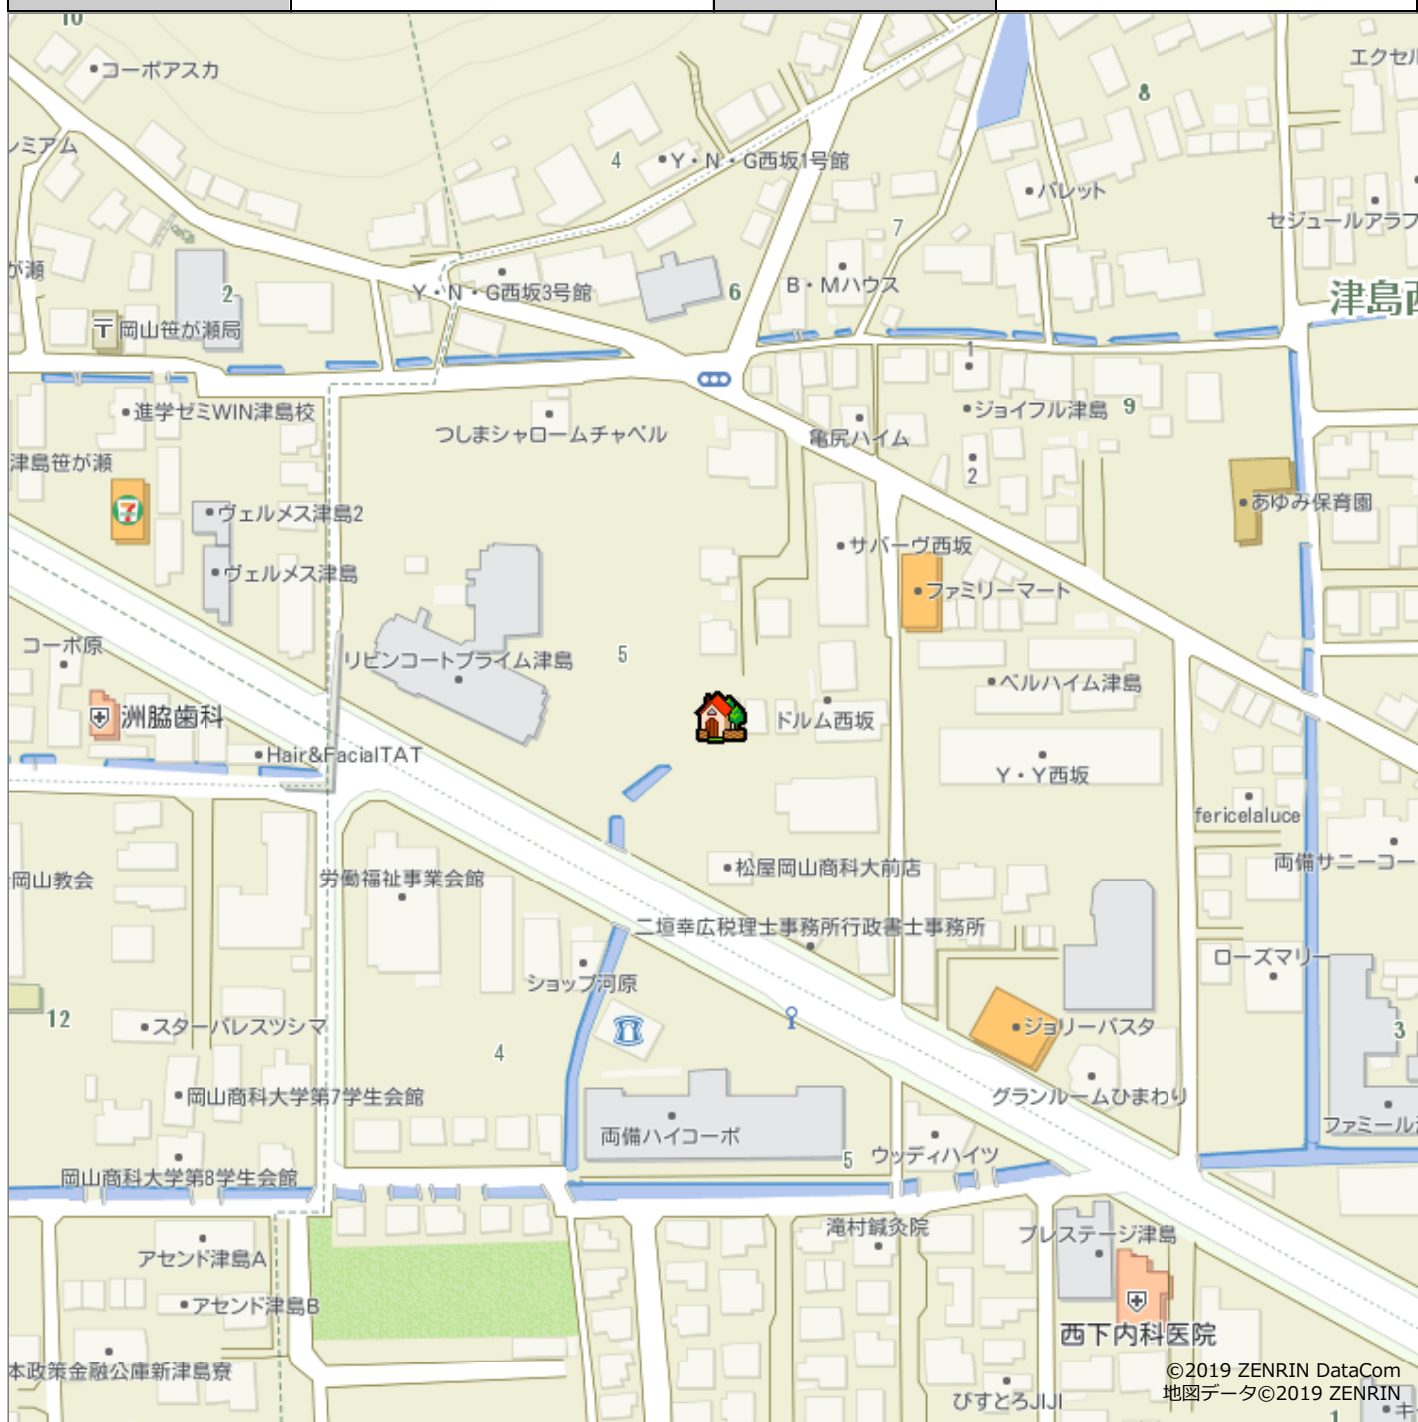 10
コーポアスカ
エクセル
8
レミアム
4
Y・N・G西坂1号館
パレット
セジュールアラフ
7
が瀬
2
Y・N・G西坂3号館
6
B・Mハウス
津島西
〒岡山笹が瀬局
1
進学ゼミWIN津島校
つしまシャロームチャペル
亀尻ハイム
ジョイフル津島
9
津島笹が瀬
2
7
ヴェルメス津島2
あゆみ保育園
サバーヴ西坂
ヴェルメス津島
ファミリーマート
コーポ原
リビンコートプライム津島
5
ベルハイム津島
洲脇歯科
ドルム西坂
Hair&FacialTAT
Y・Y西坂
fericelaluce
両備サニーコー
岡山教会
労働福祉事業会館
松屋岡山商科大前店
二垣幸広税理士事務所行政書士事務所
ローズマリー
ショップ河原
12
スターパレスツシマ
ジョリーパスタ
3
4
岡山商科大学第7学生会館
グランルームひまわり
両備ハイコーポ
ファミール
5
ウッディハイツ
岡山商科大学第8学生会館
滝村鍼灸院
プレステージ津島
アセンド津島A
アセンド津島B
西下内科医院
本政策金融公庫新津島寮
©2019 ZENRIN DataCom
地図データ©2019 ZENRIN
びすとろJIJI
1
キ